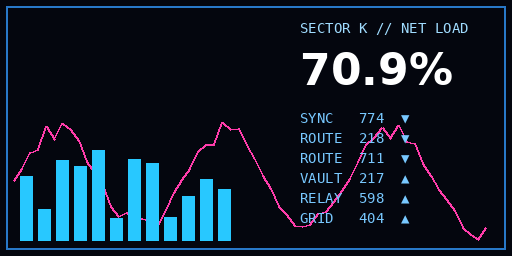 SECTOR K // NET LOAD
70.9%
SYNC 774 ▼
ROUTE 218 ▼
ROUTE 711 ▼
VAULT 217 ▲
RELAY 598 ▲
GRID 404 ▲